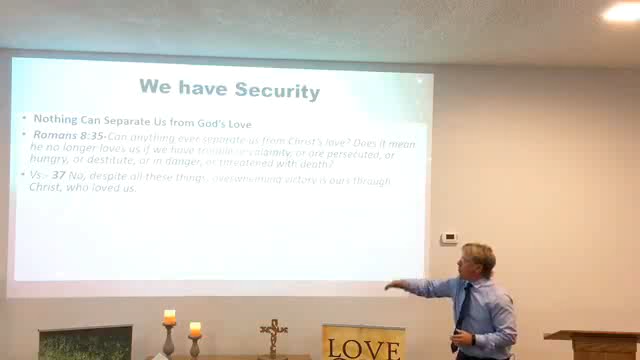 We have Security
• Nothing Can Separate Us from God's Love
• Romans 8:35-Can anything ever separate us from Christ's love? Does it mean
he no longer loves us if we have trouble or calamity, or are persecuted, or
hungry, or destitute, or in danger, or threatened with death?
• Vs:- 37 No, despite all these things, overwhelming victory is ours through
Christ, who loved us.
LOVE